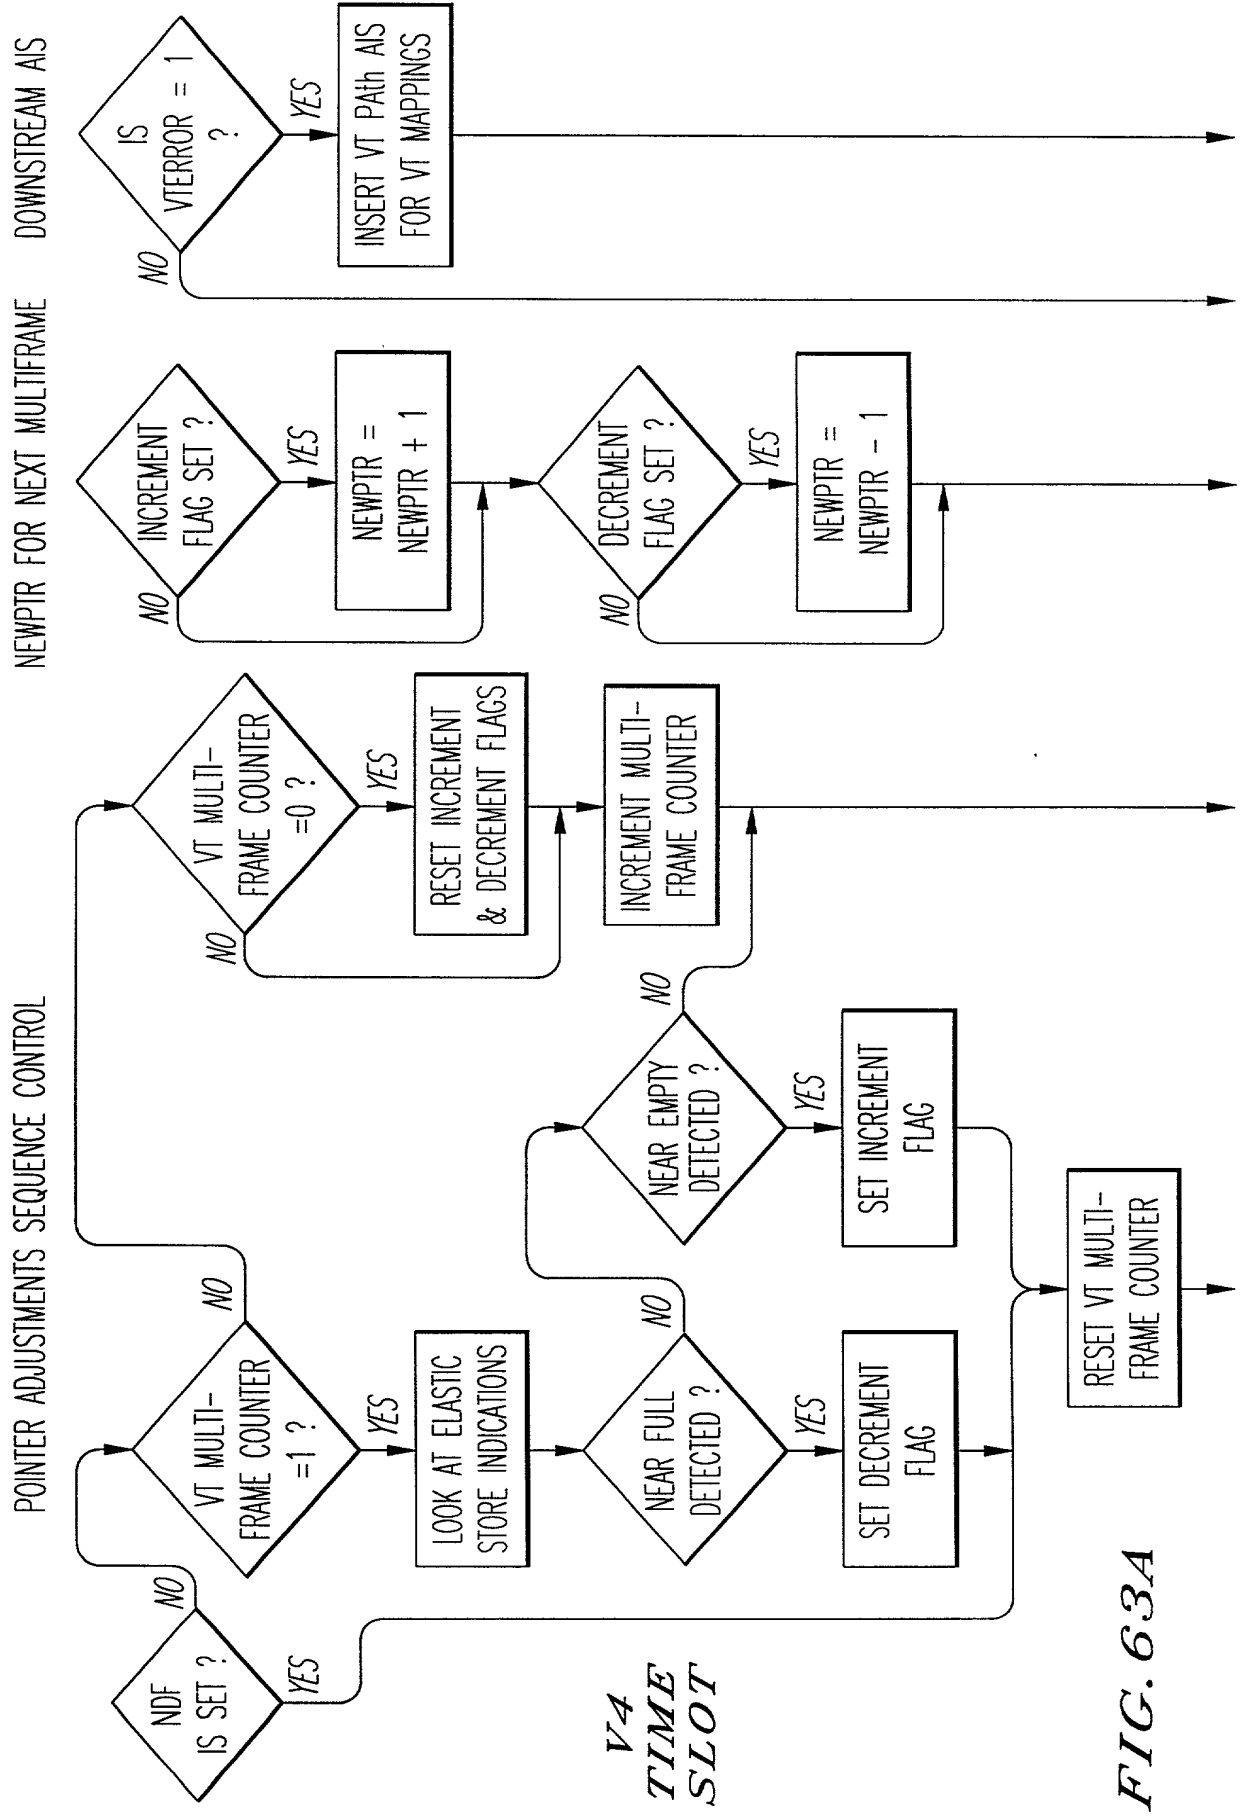 POINTER ADJUSTMENTS SEQUENCE CONTROL
NDF
IS SET ?
NO
YES
VT MULTI-
FRAME COUNTER
=1 ?
NO
YES
LOOK AT ELASTIC
STORE INDICATIONS
NEAR FULL
DETECTED ?
NO
YES
SET DECREMENT
FLAG
NEAR EMPTY
DETECTED ?
NO
YES
SET INCREMENT
FLAG
RESET VT MULTI-
FRAME COUNTER
VT MULTI-
FRAME COUNTER
=0 ?
NO
YES
RESET INCREMENT
& DECREMENT FLAGS
INCREMENT MULTI-
FRAME COUNTER
NEWPTR FOR NEXT MULTIFRAME
INCREMENT
FLAG SET ?
NO
YES
NEWPTR =
NEWPTR + 1
DECREMENT
FLAG SET ?
NO
YES
NEWPTR =
NEWPTR - 1
DOWNSTREAM AIS
IS
VTERROR = 1
?
NO
YES
INSERT VT PAth AIS
FOR VT MAPPINGS
V4
TIME
SLOT
FIG. 63A